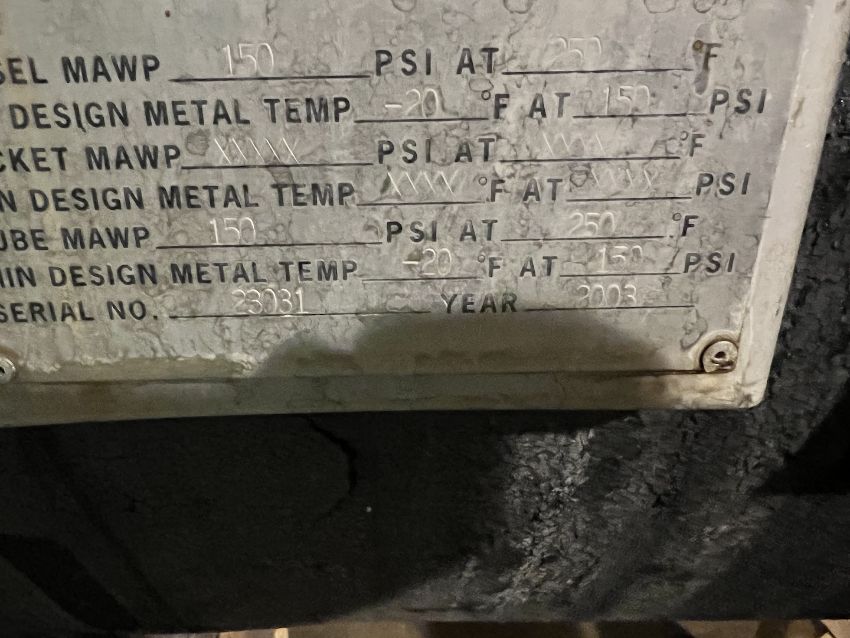 SEL MAWP 150 PSI AT 250 °F
DESIGN METAL TEMP -20 °F AT 150 PSI
CKET MAWP XXXXX PSI AT XXXX °F
N DESIGN METAL TEMP XXXX °F AT XXXX PSI
UBE MAWP 150 PSI AT 250 °F
MIN DESIGN METAL TEMP -20 °F AT 150 PSI
SERIAL NO. 23031 YEAR 2003